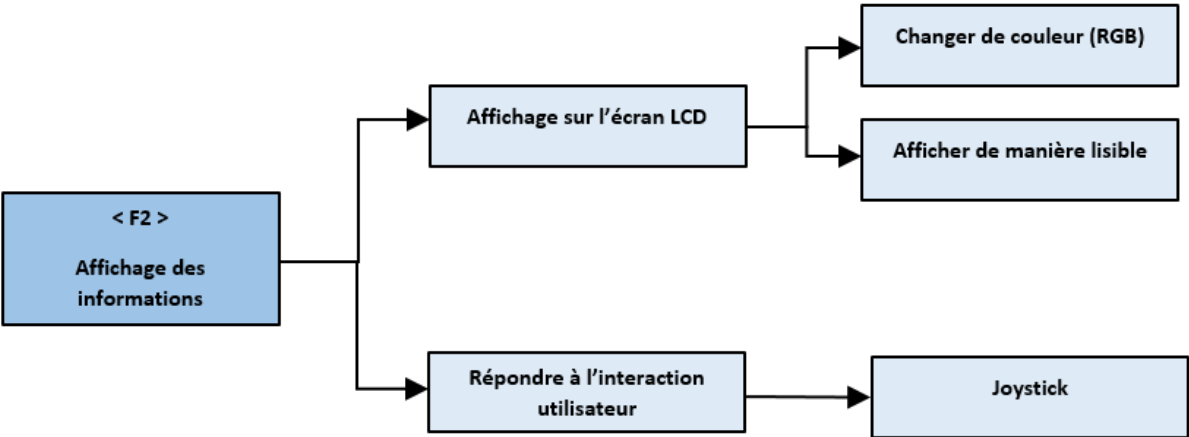 Changer de couleur (RGB)
Affichage sur l’écran LCD
Afficher de manière lisible
< F2 >
Affichage des
informations
Répondre à l’interaction
utilisateur
Joystick